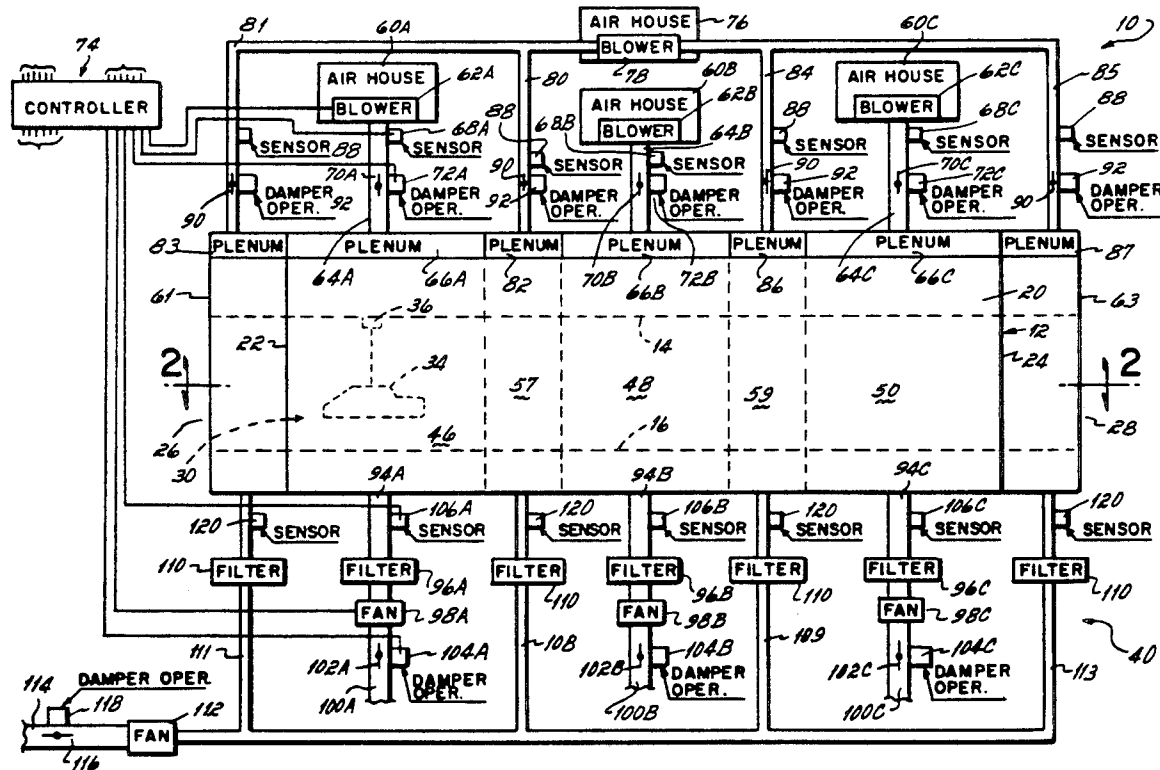 81
AIR HOUSE
76
10
74
60A
BLOWER
60C
AIR HOUSE
62A
78
60B
AIR HOUSE
62C
CONTROLLER
BLOWER
80
AIR HOUSE
62B
84
BLOWER
85
88
BLOWER
64B
88
68A
88
68B
88
68C
SENSOR
88
SENSOR
SENSOR
SENSOR
SENSOR
SENSOR
SENSOR
70A
72A
90
90
70C
72C
92
90
DAMPER OPER.
92
DAMPER OPER.
92
DAMPER OPER.
DAMPER OPER.
92
DAMPER OPER.
DAMPER OPER.
90
DAMPER OPER.
83
PLENUM
PLENUM
PLENUM
PLENUM
PLENUM
PLENUM
PLENUM
87
64A
66A
82
70B
66B
72B
86
64C
66C
61
20
63
36
22
14
12
24
2
34
57
48
59
50
2
26
30
46
16
28
94A
94B
94C
120
106A
120
106B
120
106C
120
SENSOR
SENSOR
SENSOR
SENSOR
SENSOR
SENSOR
SENSOR
110
FILTER
FILTER
FILTER
FILTER
FILTER
FILTER
FILTER
96A
110
96B
110
96C
110
FAN
98A
FAN
98B
FAN
98C
111
102A
104A
108
102B
104B
109
102C
104C
113
40
114
DAMPER OPER.
118
112
100A
DAMPER OPER.
100B
DAMPER OPER.
100C
DAMPER OPER.
FAN
116